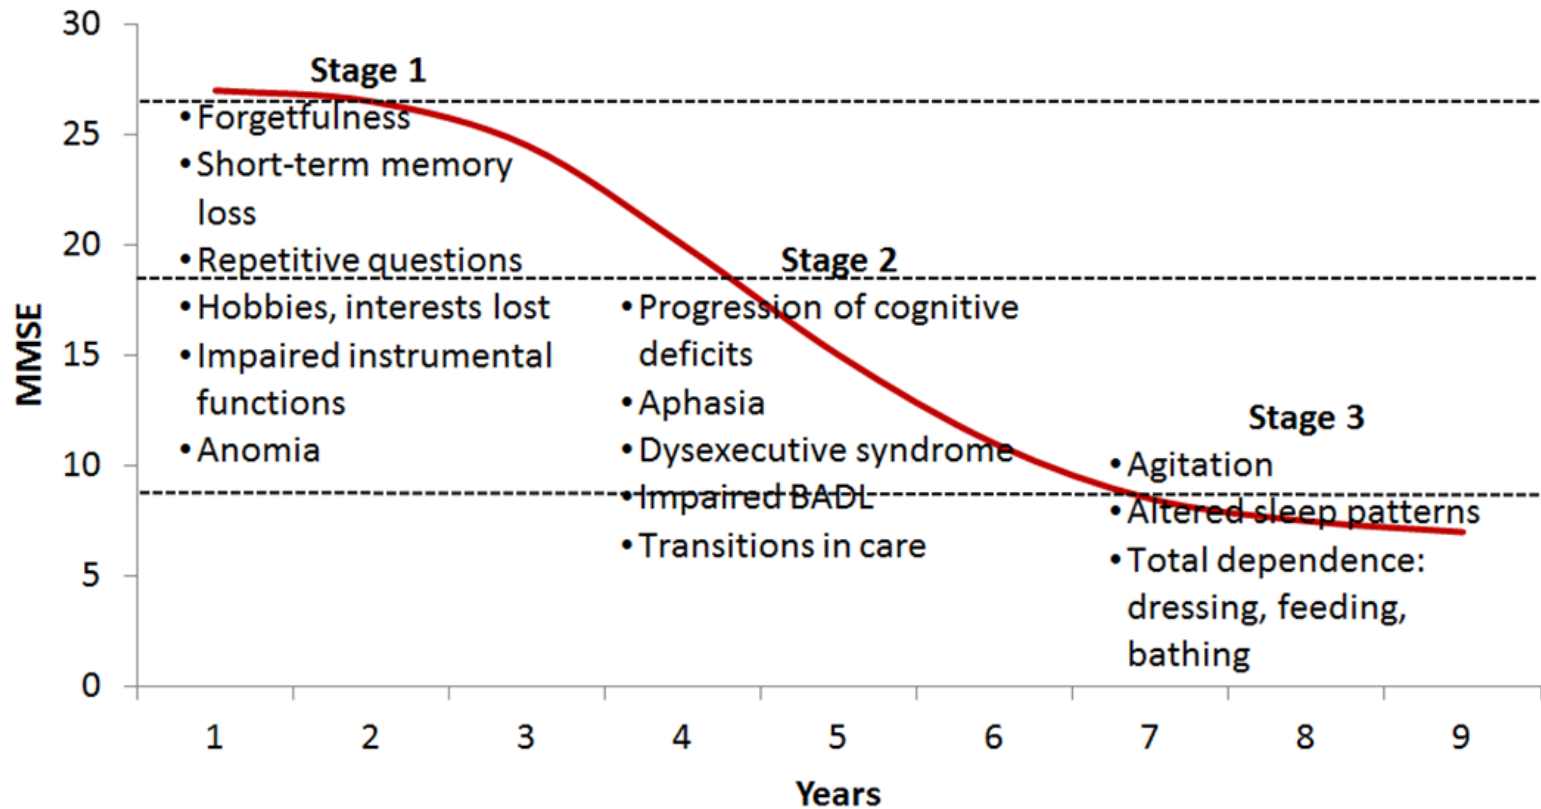 30
25
20
15
10
5
0
MMSE
Stage 1
• Forgetfulness
• Short-term memory
loss
• Repetitive questions
• Hobbies, interests lost
• Impaired instrumental
functions
• Anomia
Stage 2
• Progression of cognitive
deficits
• Aphasia
• Dysexecutive syndrome
• Impaired BADL
• Transitions in care
Stage 3
• Agitation
• Altered sleep patterns
• Total dependence:
dressing, feeding,
bathing
1 2 3 4 5 6 7 8 9
Years